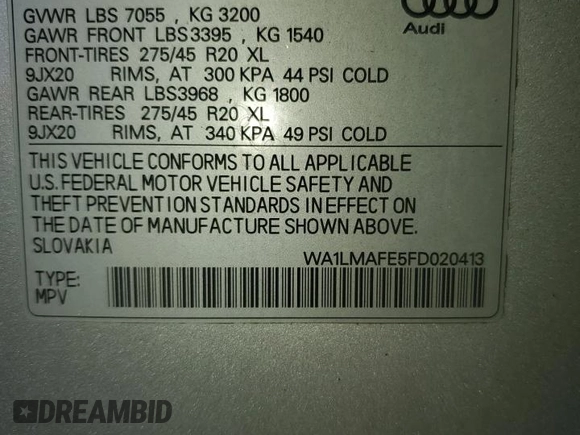 GVWR LBS 7055 , KG 3200
GAWR FRONT LBS3395 , KG 1540
FRONT-TIRES 275/45 R20 XL
9JX20 RIMS, AT 300 KPA 44 PSI COLD
GAWR REAR LBS3968 , KG 1800
REAR-TIRES 275/45 R20 XL
9JX20 RIMS, AT 340 KPA 49 PSI COLD
Audi
THIS VEHICLE CONFORMS TO ALL APPLICABLE
U.S. FEDERAL MOTOR VEHICLE SAFETY AND
THEFT PREVENTION STANDARDS IN EFFECT ON
THE DATE OF MANUFACTURE SHOWN ABOVE.
SLOVAKIA
WA1LMAFE5FD020413
TYPE:
MPV
DREAMBID